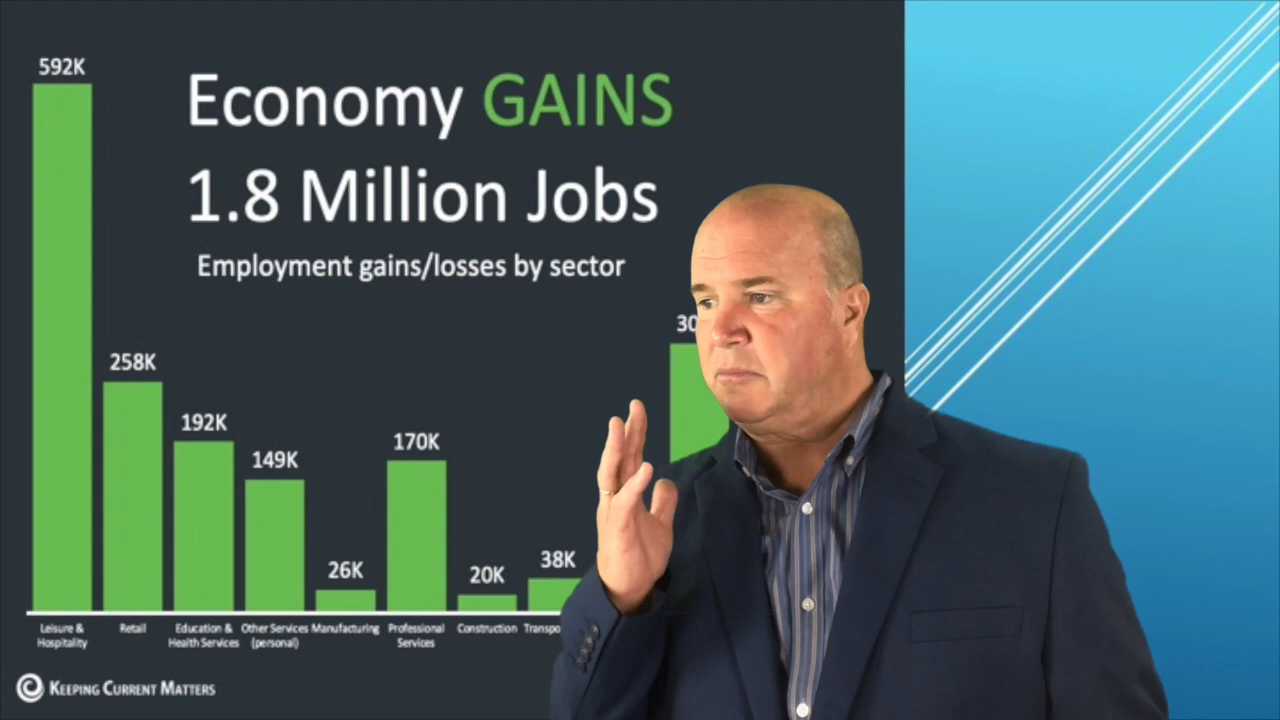 592K
Economy GAINS
1.8 Million Jobs
Employment gains/losses by sector
258K
192K
149K
26K
170K
20K
38K
Leisure &
Hospitality
Retail
Education &
Health Services
Other Services
(personal)
Manufacturing
Professional
Services
Construction
KEEPING CURRENT MATTERS